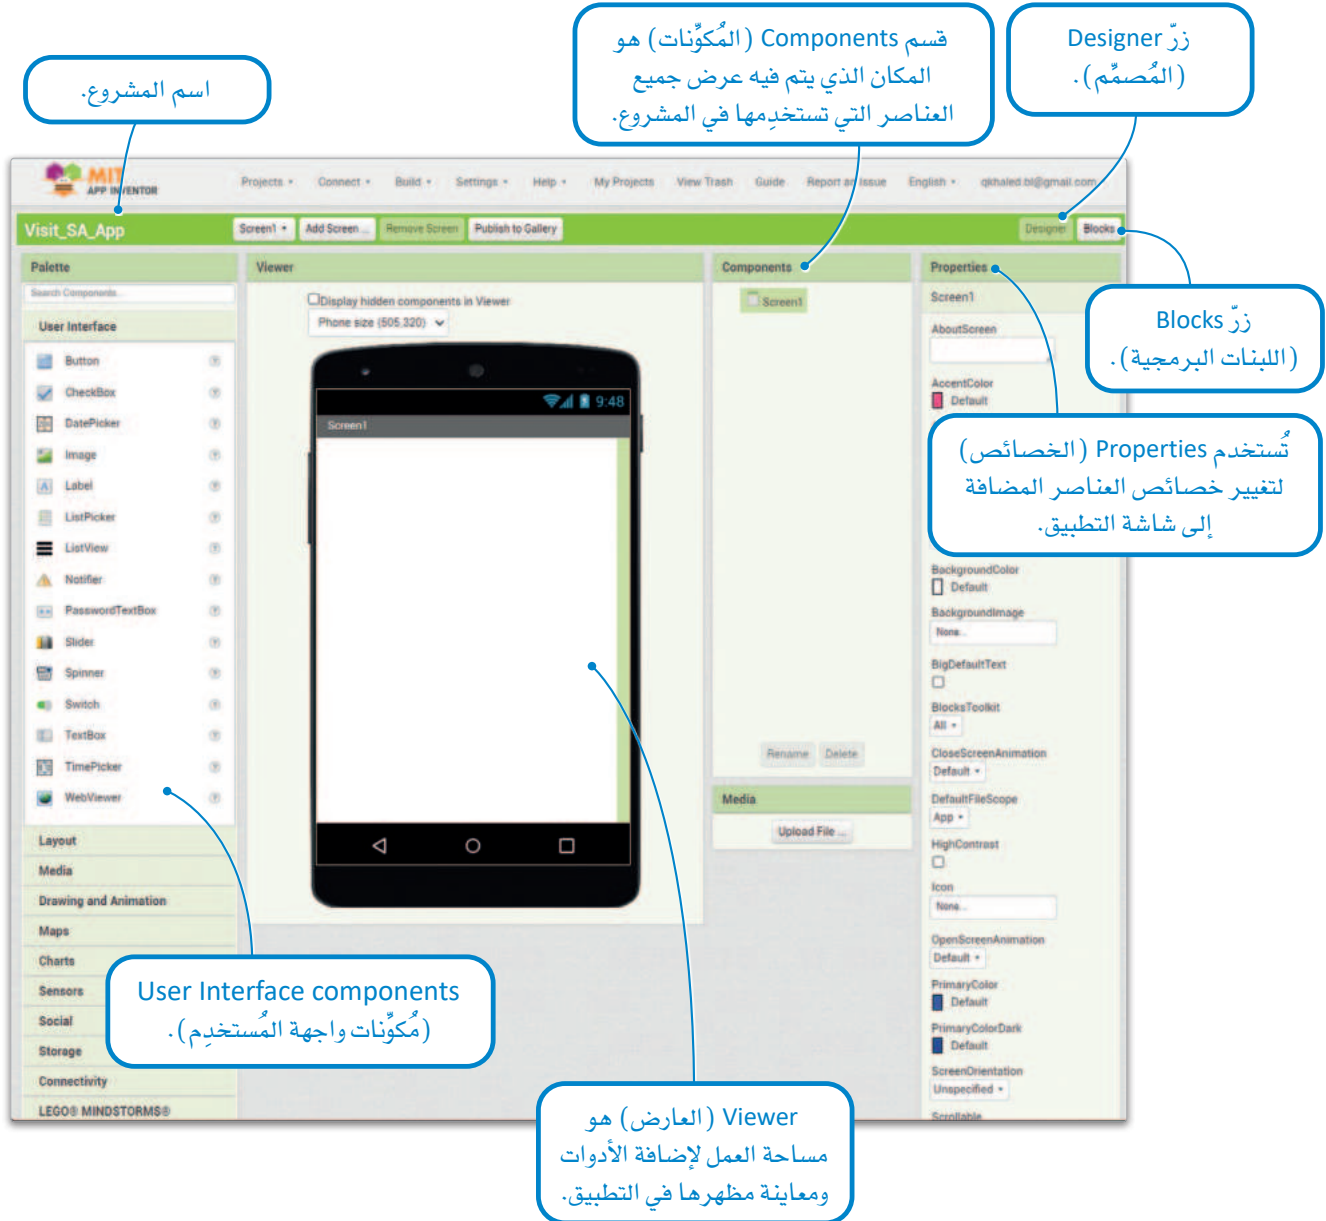 قسم Components (المُكوِّنات) هو
المكان الذي يتم فيه عرض جميع
العناصر التي تستخدِمها في المشروع.
زرّ Designer
(المُصمِّم).
اسم المشروع.
MIT
APP INVENTOR
Projects Connect Build Settings Help My Projects View Trash Guide Report an Issue English qkhaled.bl@gmail.com
Visit_SA_App Screen1 Add Screen ... Remove Screen Publish to Gallery Designer Blocks
Palette
Search Components...
User Interface
Button
CheckBox
DatePicker
Image
Label
ListPicker
ListView
Notifier
PasswordTextBox
Slider
Spinner
Switch
TextBox
TimePicker
WebViewer
Layout
Media
Drawing and Animation
Maps
Charts
Sensors
Social
Storage
Connectivity
LEGO® MINDSTORMS®
Viewer
Display hidden components in Viewer
Phone size (505,320)
9:48
Screen1
Components
Screen1
Rename Delete
Media
Upload File ...
Properties
Screen1
AboutScreen
AccentColor
Default
BackgroundColor
Default
BackgroundImage
None...
BigDefaultText
BlocksToolkit
All
CloseScreenAnimation
Default
DefaultFileScope
App
HighContrast
Icon
None...
OpenScreenAnimation
Default
PrimaryColor
Default
PrimaryColorDark
Default
ScreenOrientation
Unspecified
Scrollable
زرّ Blocks
(اللبنات البرمجية).
تُستخدم Properties (الخصائص)
لتغيير خصائص العناصر المضافة
إلى شاشة التطبيق.
User Interface components
(مُكوِّنات واجهة المُستخدِم).
Viewer (العارض) هو
مساحة العمل لإضافة الأدوات
ومعاينة مظهرها في التطبيق.